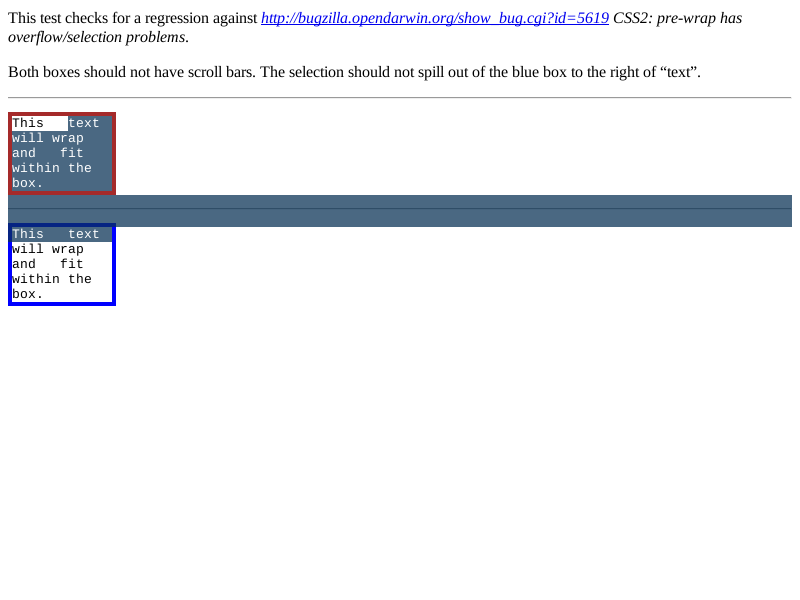 This test checks for a regression against http://bugzilla.opendarwin.org/show_bug.cgi?id=5619 CSS2: pre-wrap has
overflow/selection problems.
Both boxes should not have scroll bars. The selection should not spill out of the blue box to the right of “text”.
This   text
will wrap
and   fit
within the
box.
This   text
will wrap
and   fit
within the
box.